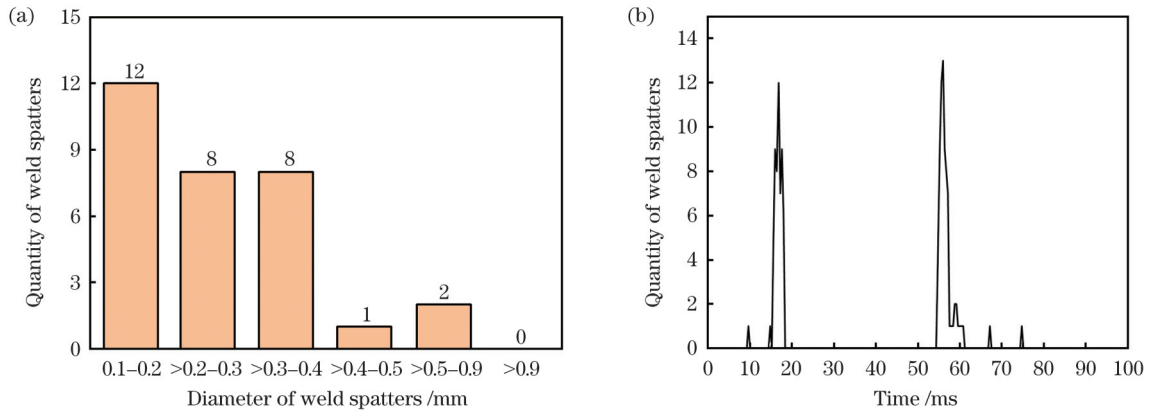 (a)
15
12
9
6
3
0
Quantity of weld spatters
12
8
8
1
2
0
0.1–0.2 >0.2–0.3 >0.3–0.4 >0.4–0.5 >0.5–0.9 >0.9
Diameter of weld spatters /mm
(b)
14
12
10
8
6
4
2
0
Quantity of weld spatters
0 10 20 30 40 50 60 70 80 90 100
Time /ms